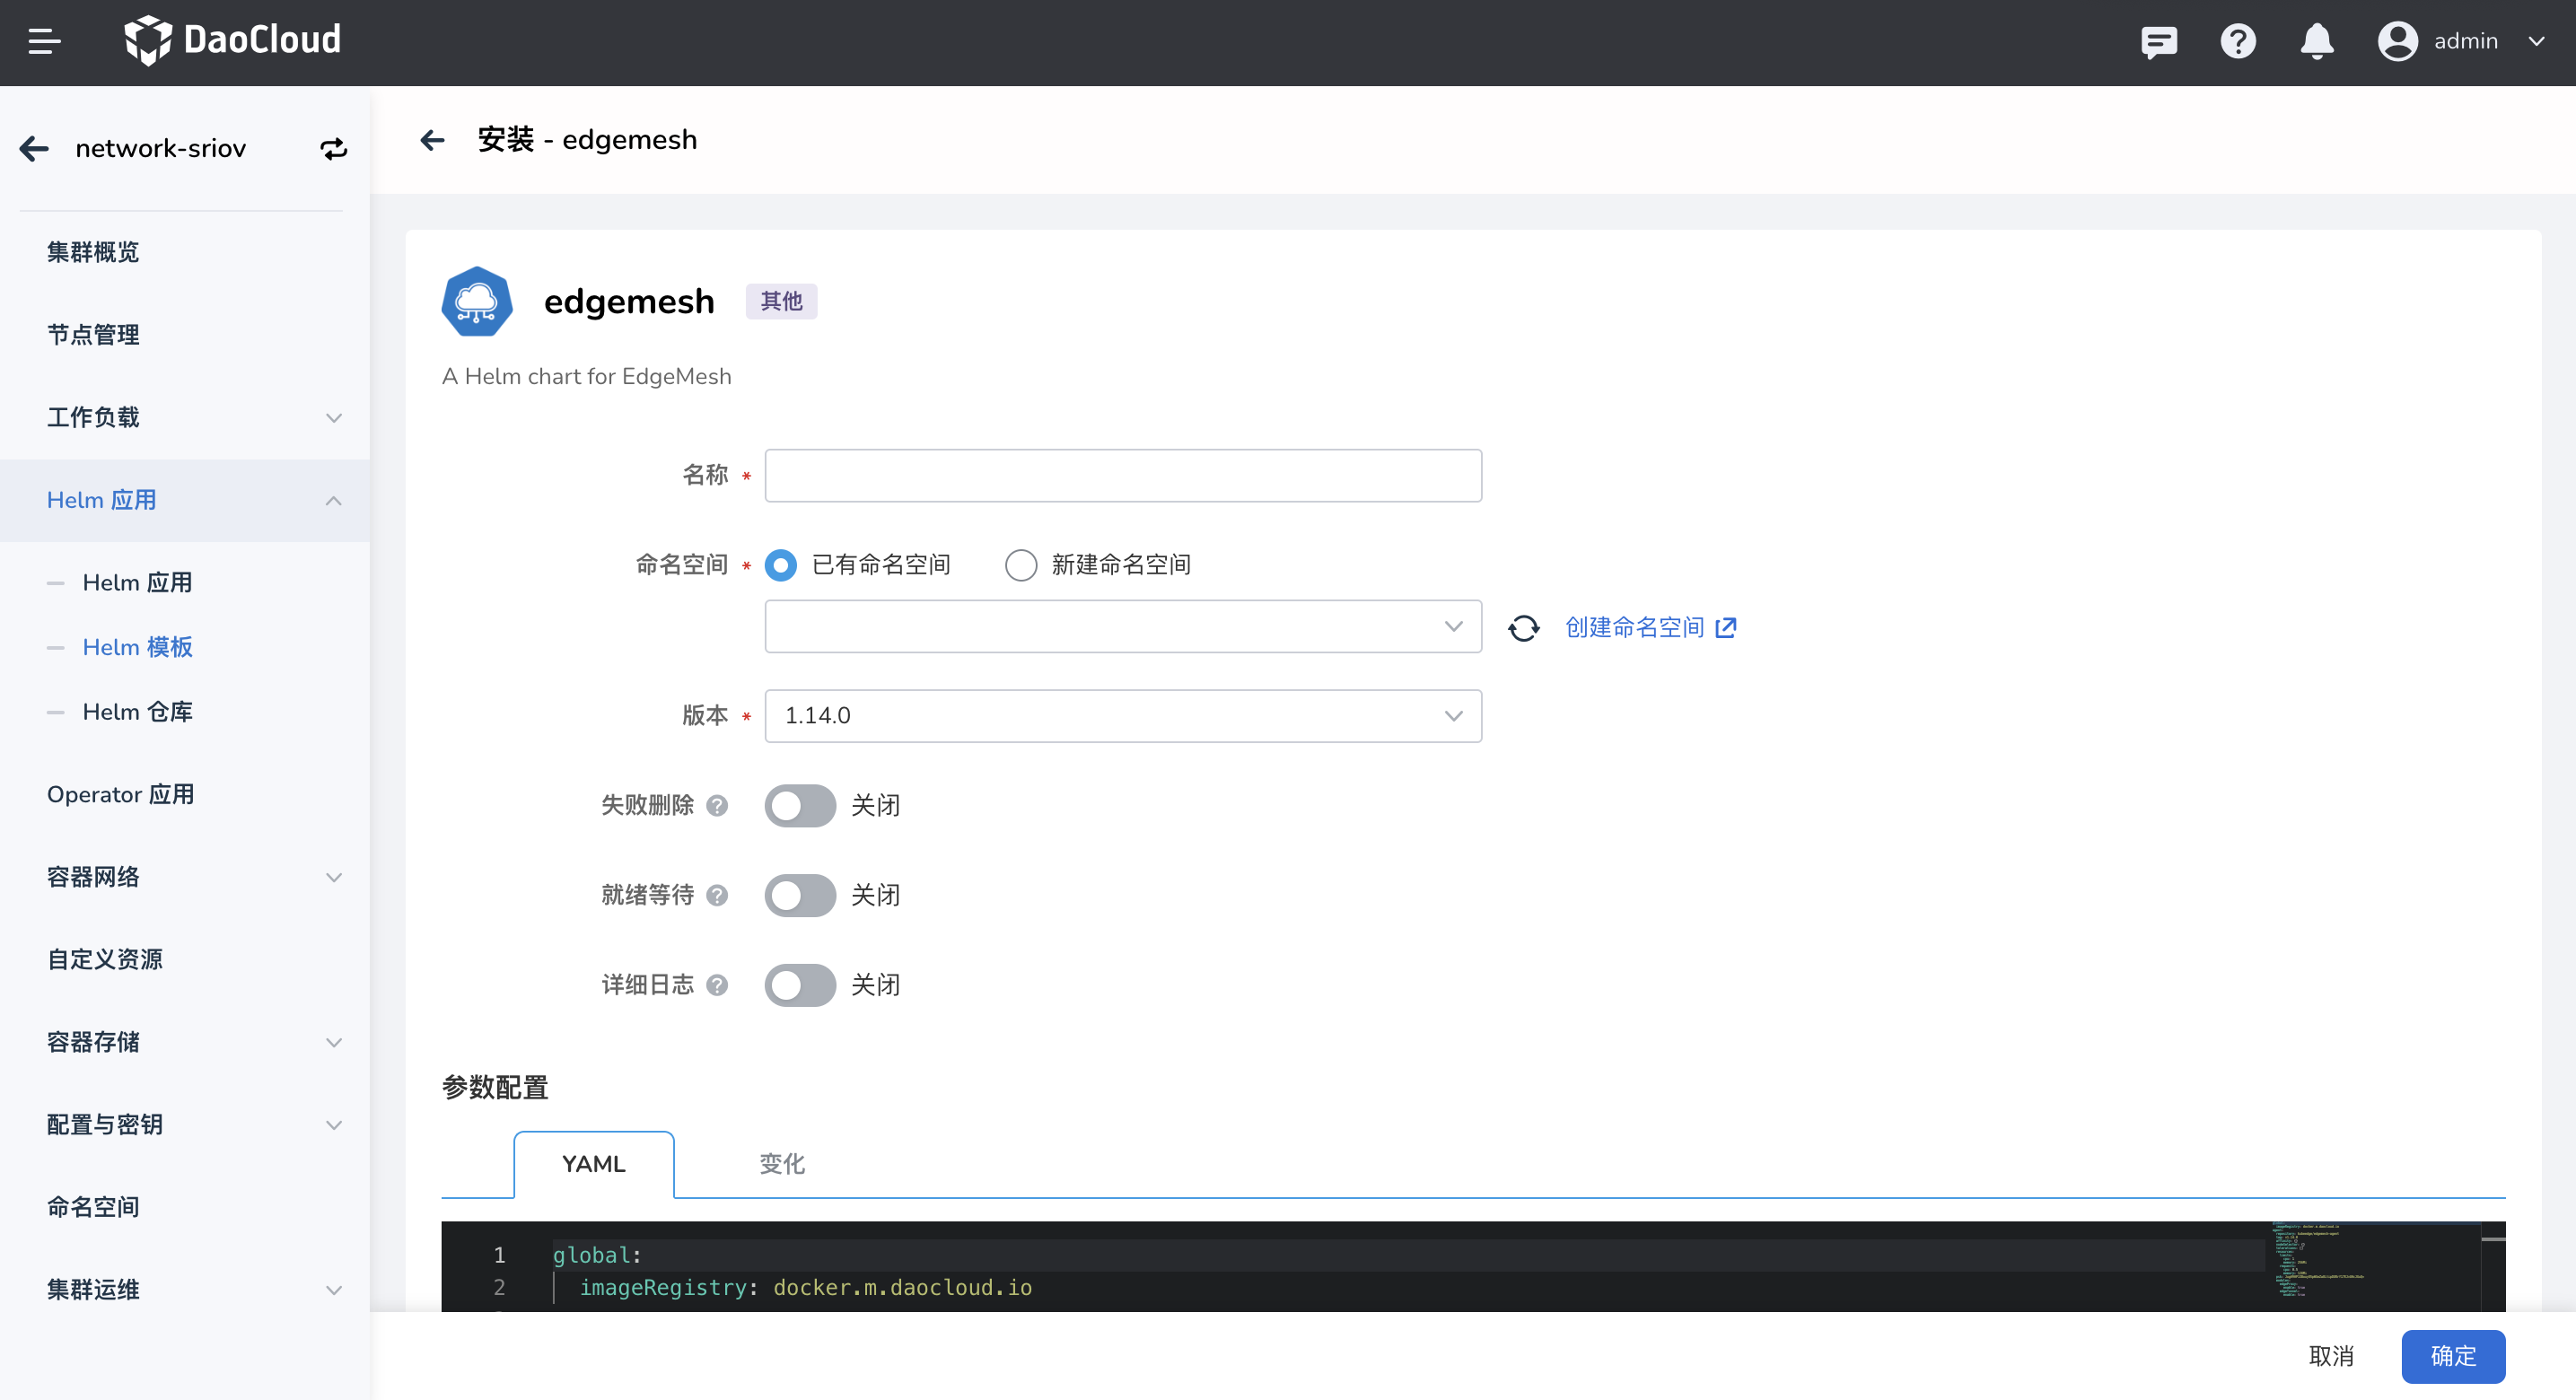 DaoCloud
admin
network-sriov
集群概览
节点管理
工作负载
Helm 应用
Helm 应用
Helm 模板
Helm 仓库
Operator 应用
容器网络
自定义资源
容器存储
配置与密钥
命名空间
集群运维
安装 - edgemesh
edgemesh 其他
A Helm chart for EdgeMesh
名称 *
命名空间 * 已有命名空间 新建命名空间
创建命名空间
版本 * 1.14.0
失败删除 ? 关闭
就绪等待 ? 关闭
详细日志 ? 关闭
参数配置
YAML 变化
1 global:
2 imageRegistry: docker.m.daocloud.io
取消 确定